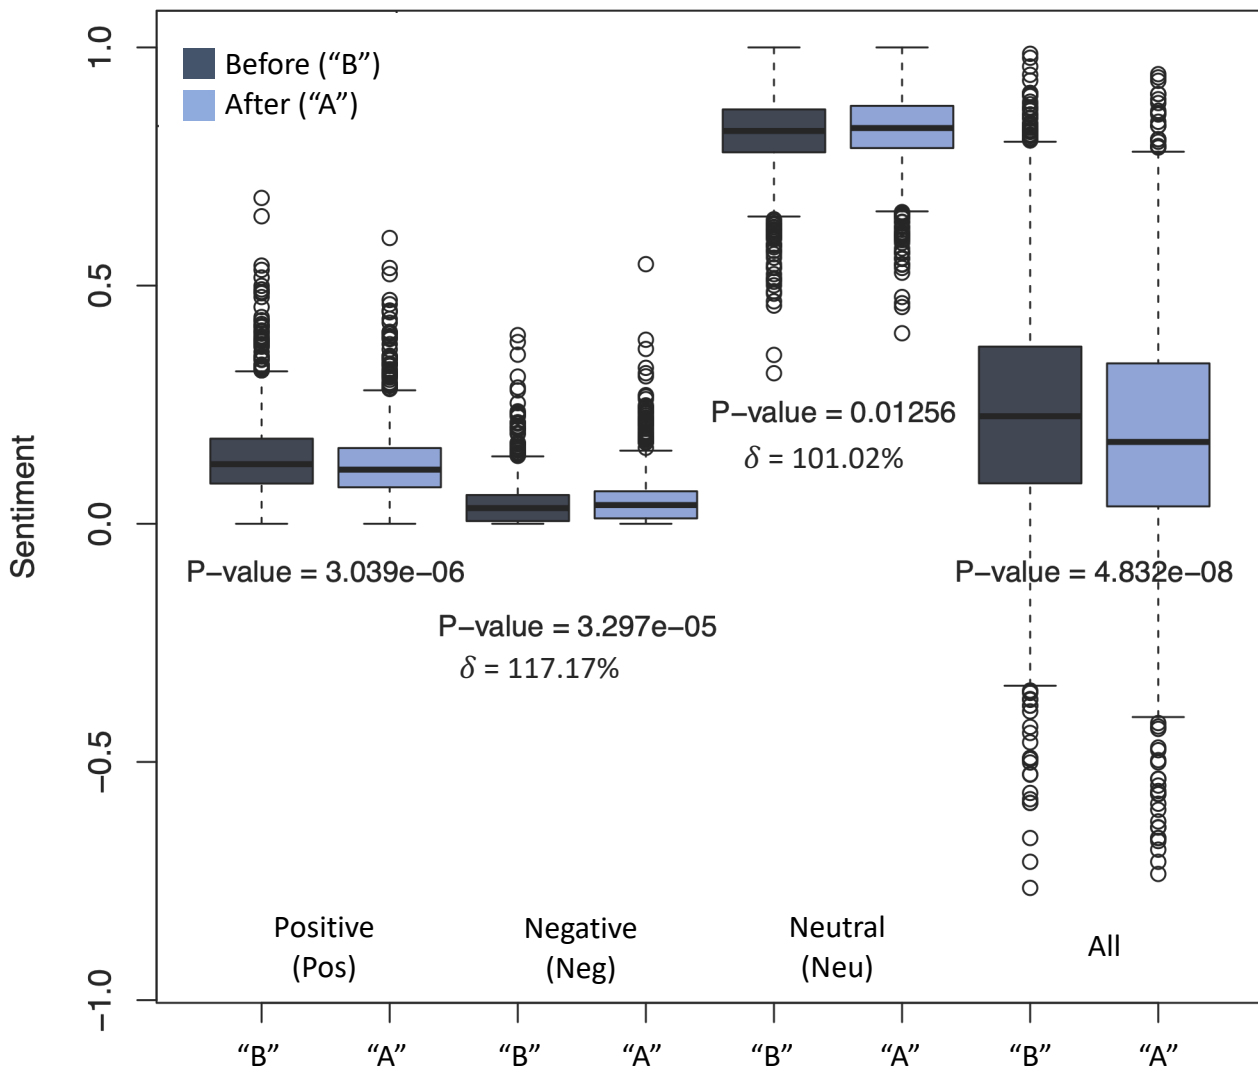 Before (“B”)
After (“A”)
Sentiment
1.0
0.5
0.0
−0.5
−1.0
P−value = 3.039e−06
P−value = 3.297e−05
δ = 117.17%
P−value = 0.01256
δ = 101.02%
P−value = 4.832e−08
Positive
(Pos)
Negative
(Neg)
Neutral
(Neu)
All
“B” “A” “B” “A” “B” “A” “B” “A”